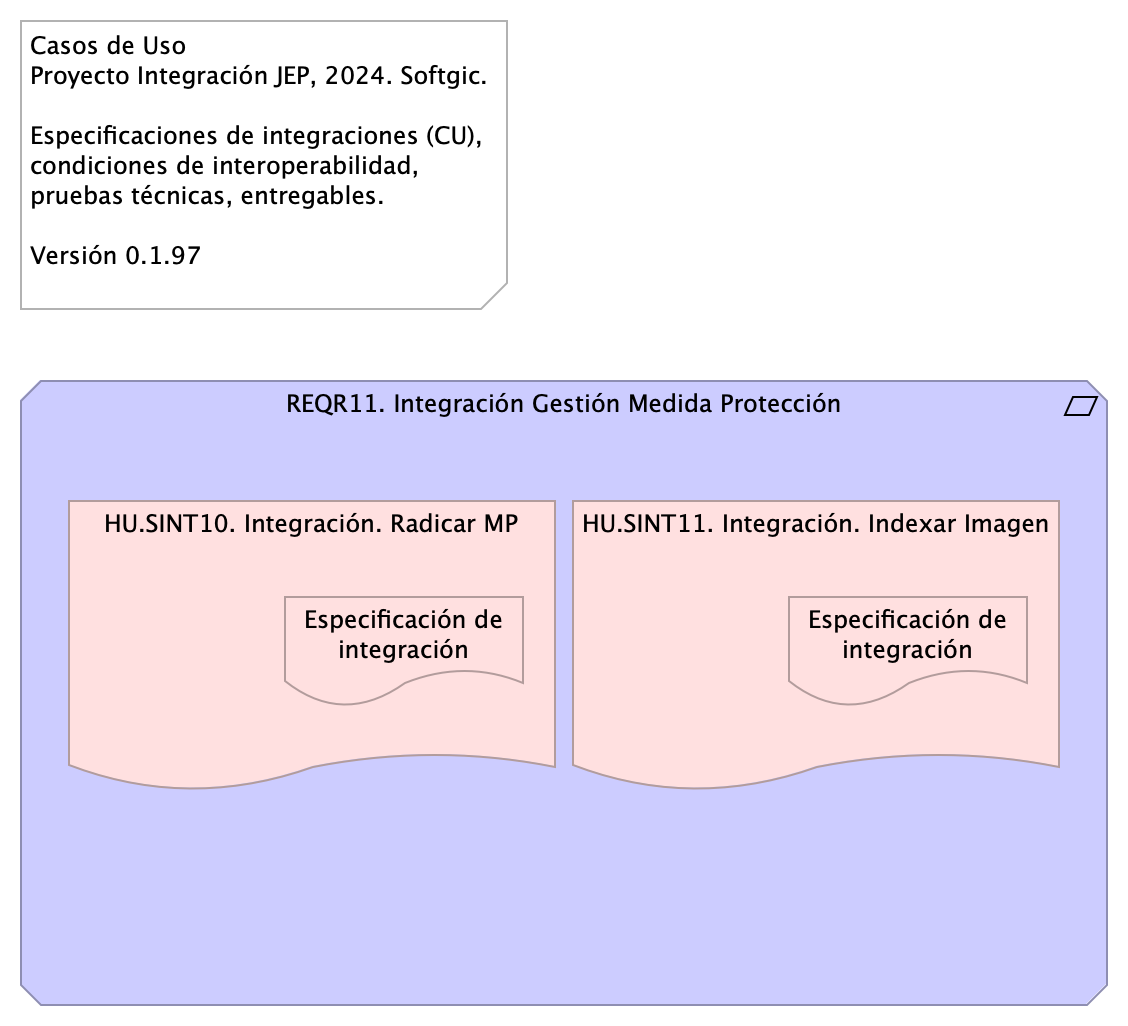 Casos de Uso
Proyecto Integración JEP, 2024. Softgic.
Especificaciones de integraciones (CU),
condiciones de interoperabilidad,
pruebas técnicas, entregables.
Versión 0.1.97
REQR11. Integración Gestión Medida Protección
HU.SINT10. Integración. Radicar MP
Especificación de
integración
HU.SINT11. Integración. Indexar Imagen
Especificación de
integración